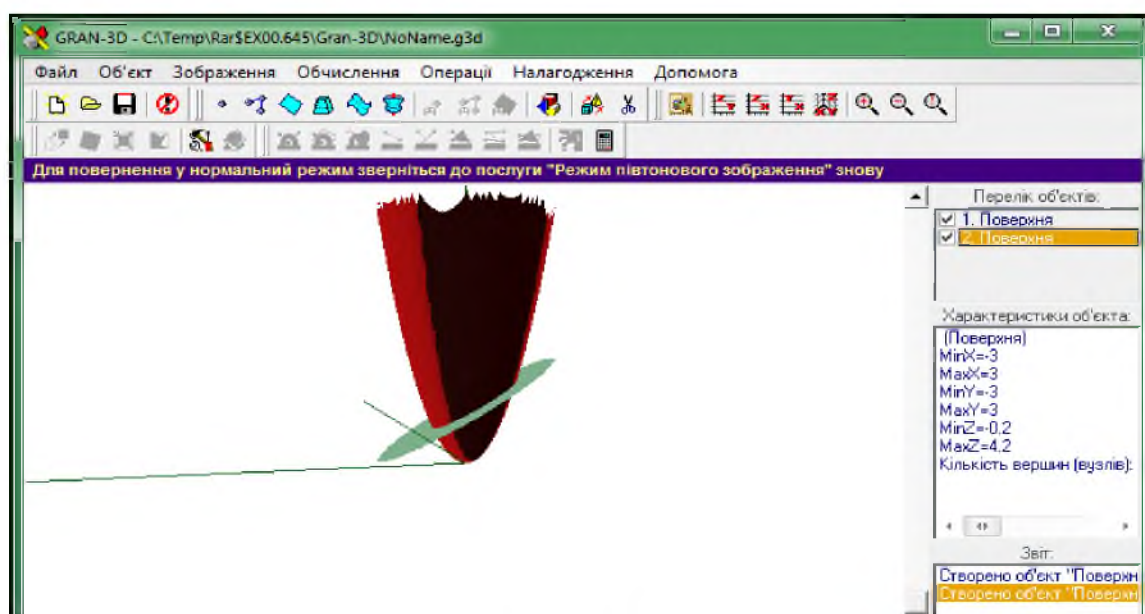 GRAN-3D - C:\Temp\Rar$EX00.645\Gran-3D\NoName.g3d
Файл Об'єкт Зображення Обчислення Операції Налагодження Допомога
Для повернення у нормальний режим зверніться до послуги "Режим півтонового зображення" знову
Перелік об'єктів:
1. Поверхня
2. Поверхня
Характеристики об'єкта:
(Поверхня)
MinX=-3
MaxX=3
MinY=-3
MaxY=3
MinZ=-0,2
MaxZ=4,2
Кількість вершин (вузлів):
Звіт:
Створено об'єкт "Поверхн
Створено об'єкт "Поверхн